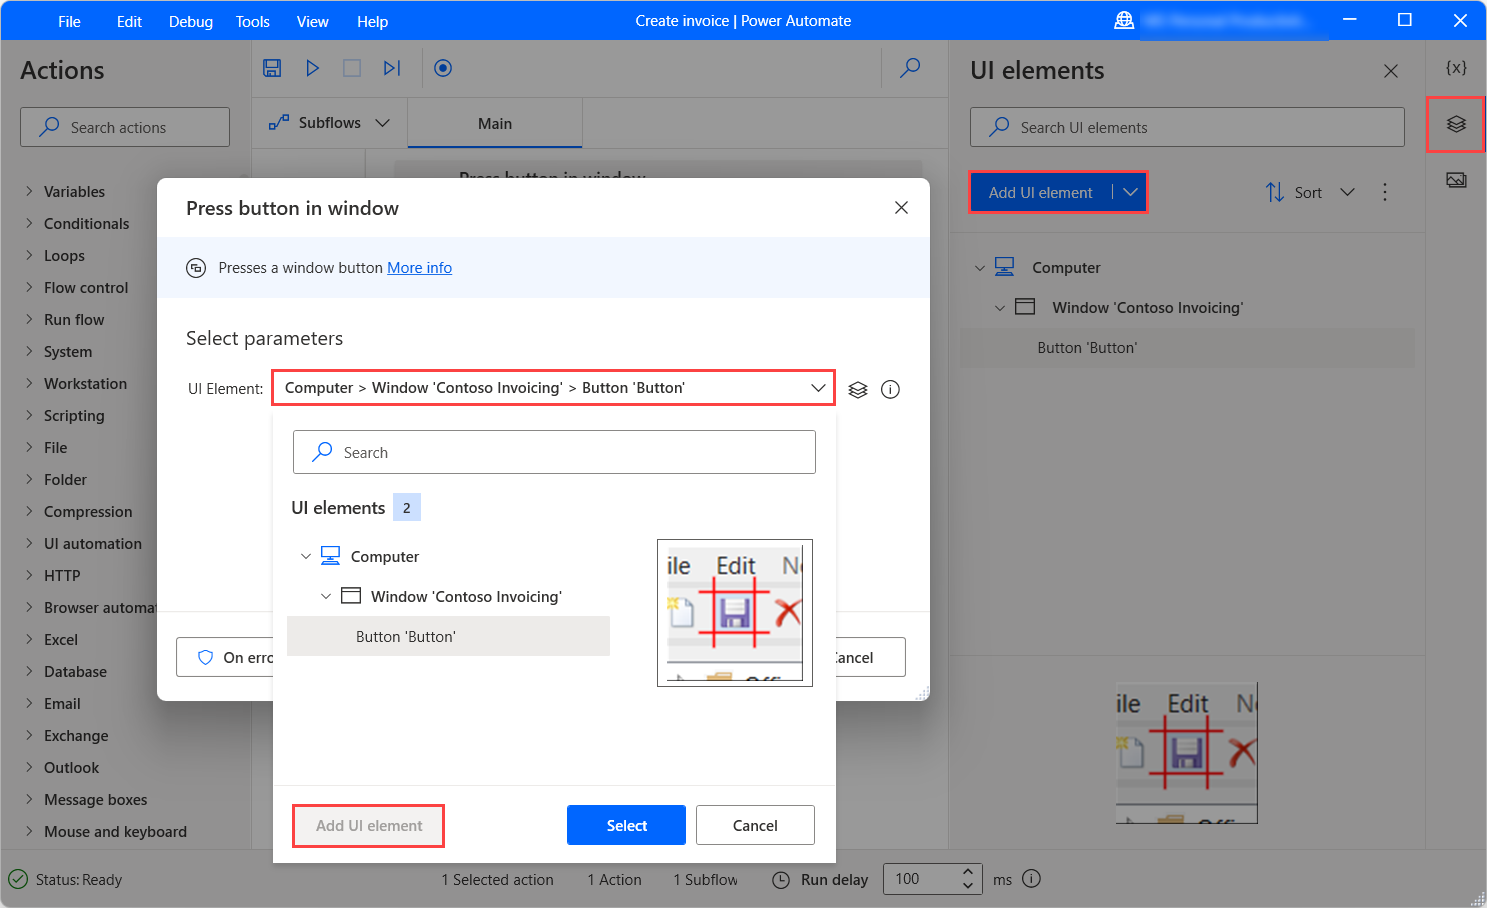 File Edit Debug Tools View Help
Create invoice | Power Automate
Actions
Search actions
Variables
Conditionals
Loops
Flow control
Run flow
System
Workstation
Scripting
File
Folder
Compression
UI automation
HTTP
Browser automa
Excel
Database
Email
Exchange
Outlook
Message boxes
Mouse and keyboard
Subflows
Main
Press button in window
Press button in window
Presses a window button More info
Select parameters
UI Element: Computer > Window 'Contoso Invoicing' > Button 'Button'
Search
UI elements 2
Computer
Window 'Contoso Invoicing'
Button 'Button'
ile Edit
Add UI element
Select
Cancel
On erro
ancel
UI elements
{x}
Search UI elements
Add UI element
Sort
Computer
Window 'Contoso Invoicing'
Button 'Button'
ile Edit
Status: Ready
1 Selected action
1 Action
1 Subflow
Run delay
100
ms